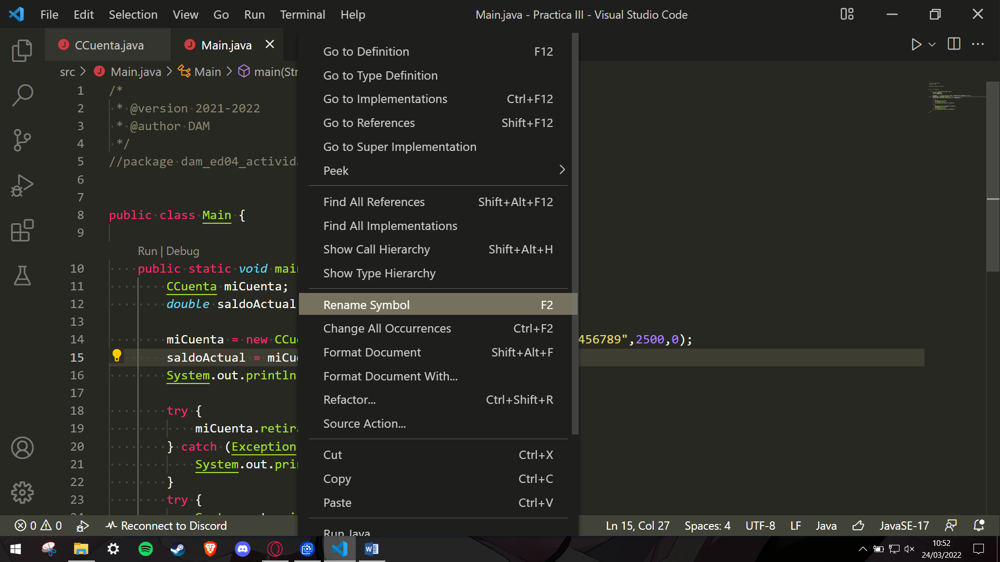 File Edit Selection View Go Run Terminal Help Main.java - Practica III - Visual Studio Code
CCuenta.java Main.java
src Main.java Main main(Str
1 /*
2 * @version 2021-2022
3 * @author DAM
4 */
5 //package dam_ed04_activida
6
7
8 public class Main {
9
Run | Debug
10 public static void main
11 CCuenta miCuenta;
12 double saldoActual
13
14 miCuenta = new CCue 456789",2500,0);
15 saldoActual = miCue
16 System.out.println
17
18 try {
19 miCuenta.retira
20 } catch (Exception
21 System.out.prin
22 }
23 try {
24
Go to Definition F12
Go to Type Definition
Go to Implementations Ctrl+F12
Go to References Shift+F12
Go to Super Implementation
Peek
Find All References Shift+Alt+F12
Find All Implementations
Show Call Hierarchy Shift+Alt+H
Show Type Hierarchy
Rename Symbol F2
Change All Occurrences Ctrl+F2
Format Document Shift+Alt+F
Format Document With...
Refactor... Ctrl+Shift+R
Source Action...
Cut Ctrl+X
Copy Ctrl+C
Paste Ctrl+V
Run Java
0 0 Reconnect to Discord Ln 15, Col 27 Spaces: 4 UTF-8 LF Java JavaSE-17
10:52
24/03/2022